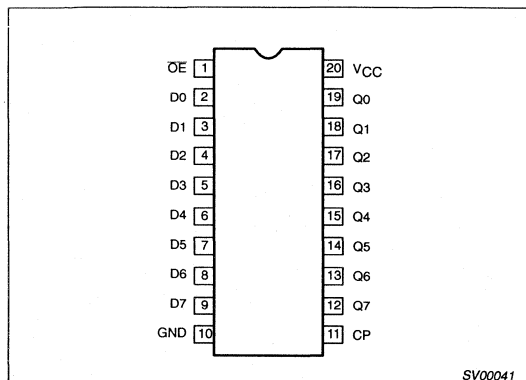 OE 1 20 VCC
D0 2 19 Q0
D1 3 18 Q1
D2 4 17 Q2
D3 5 16 Q3
D4 6 15 Q4
D5 7 14 Q5
D6 8 13 Q6
D7 9 12 Q7
GND 10 11 CP
SV00041